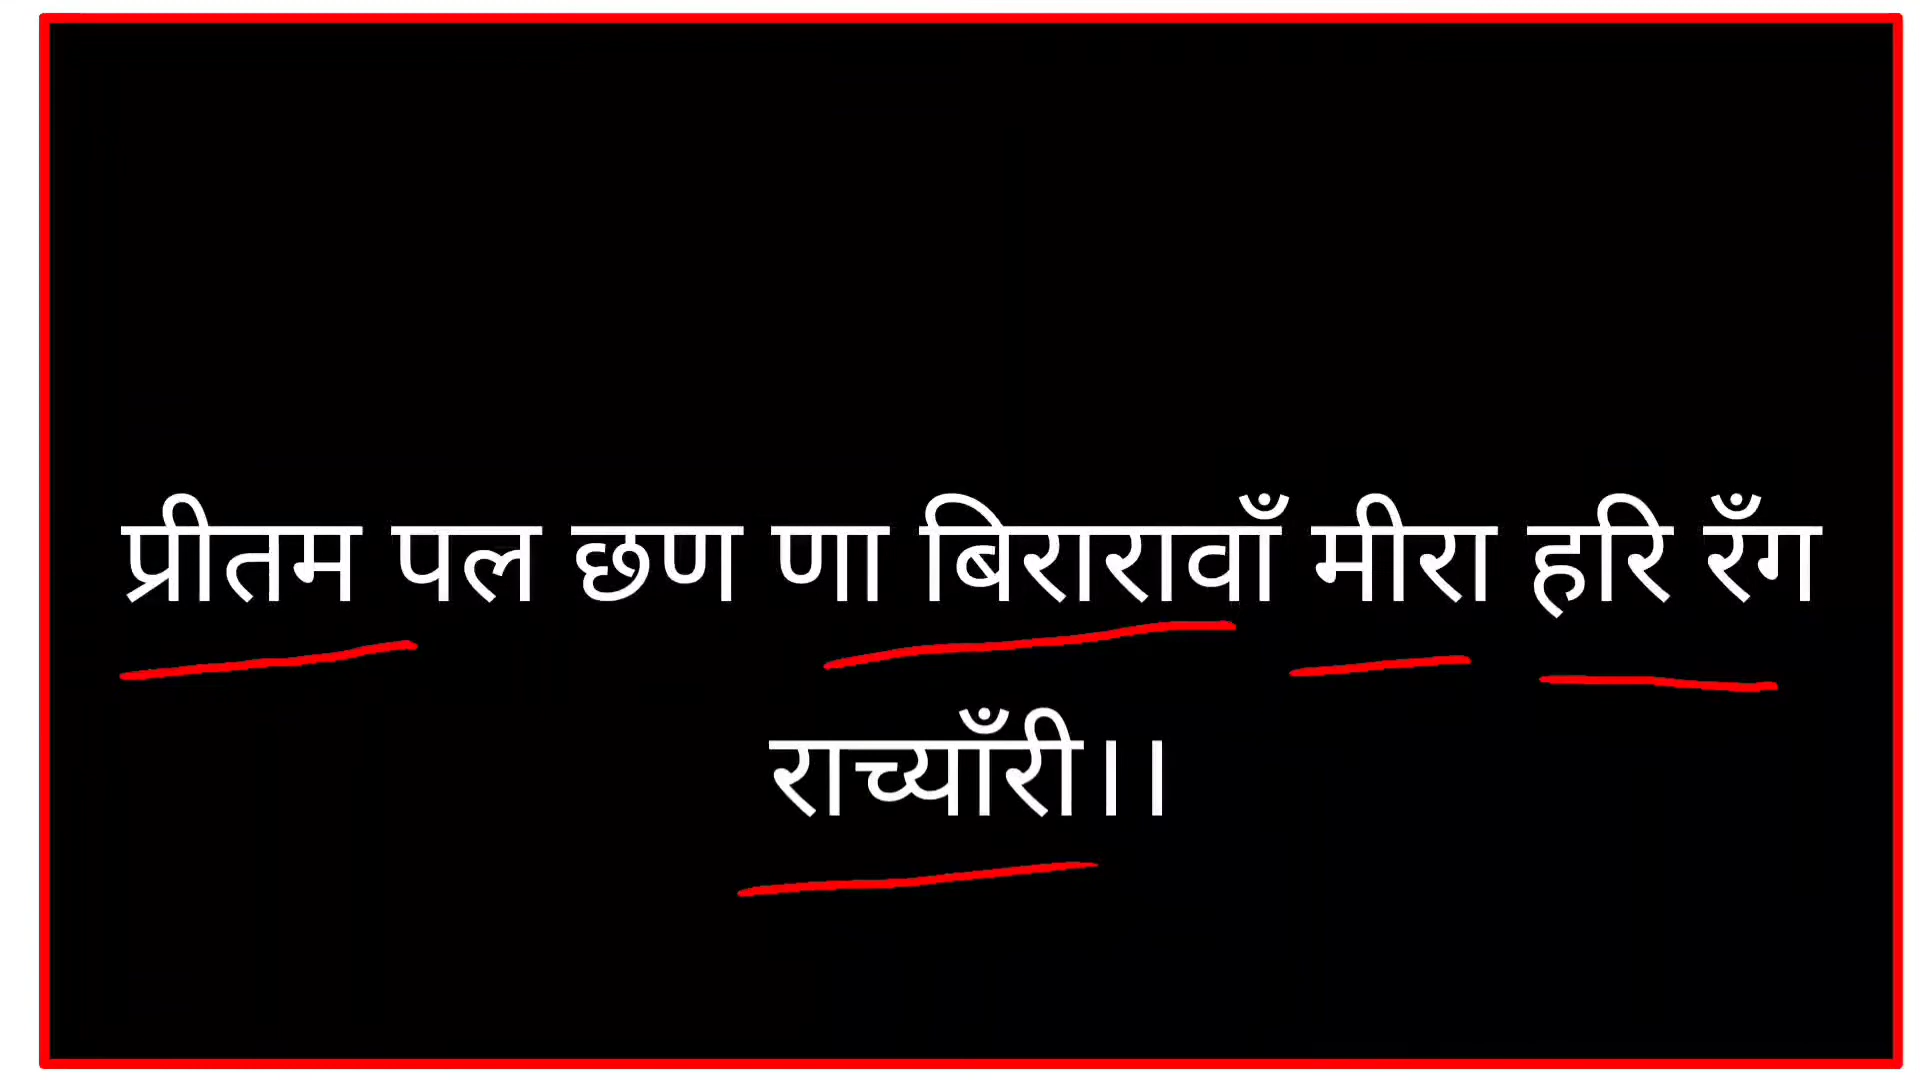 प्रीतम पल छण णा बिरारावाँ मीरा हरि रँग
राच्याँरी।।